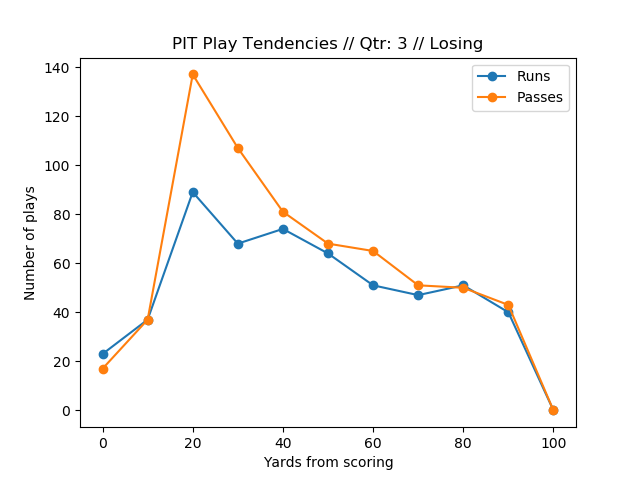 PIT Play Tendencies // Qtr: 3 // Losing
Runs
Passes
Number of plays
140
120
100
80
60
40
20
0
0 20 40 60 80 100
Yards from scoring